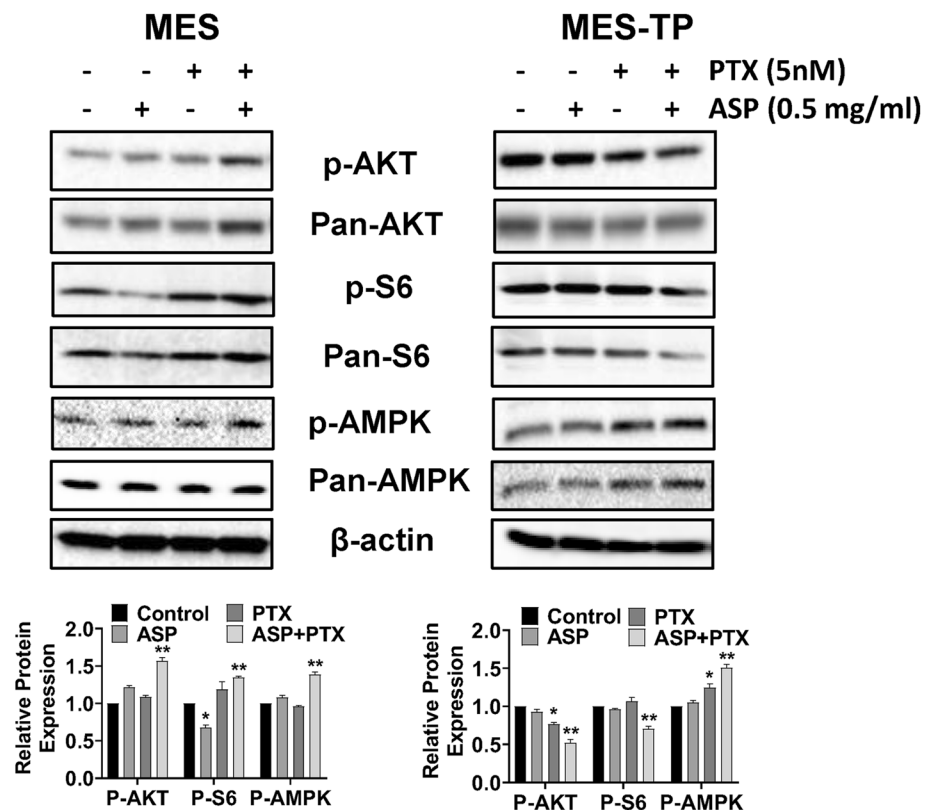 MES MES-TP
- - + + - - + + PTX (5nM)
- + - + - + - + ASP (0.5 mg/ml)
p-AKT
Pan-AKT
p-S6
Pan-S6
p-AMPK
Pan-AMPK
β-actin
Relative Protein
Expression
2.0
1.5
1.0
0.5
0.0
Control PTX
ASP ASP+PTX
** * ** **
P-AKT P-S6 P-AMPK
Relative Protein
Expression
2.0
1.5
1.0
0.5
0.0
Control PTX
ASP ASP+PTX
* ** ** * **
P-AKT P-S6 P-AMPK